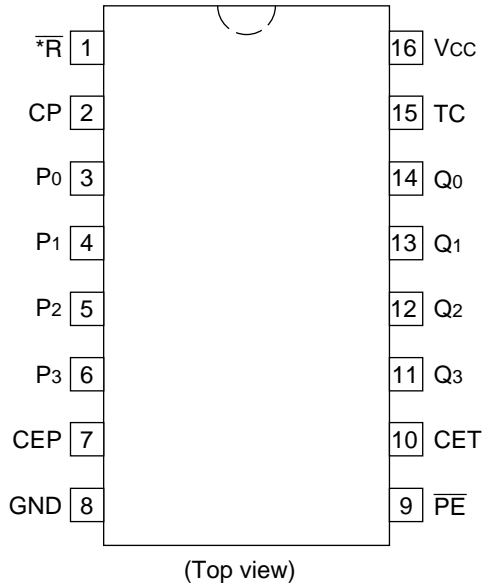 *R 1 16 VCC
CP 2 15 TC
P0 3 14 Q0
P1 4 13 Q1
P2 5 12 Q2
P3 6 11 Q3
CEP 7 10 CET
GND 8 9 PE
(Top view)